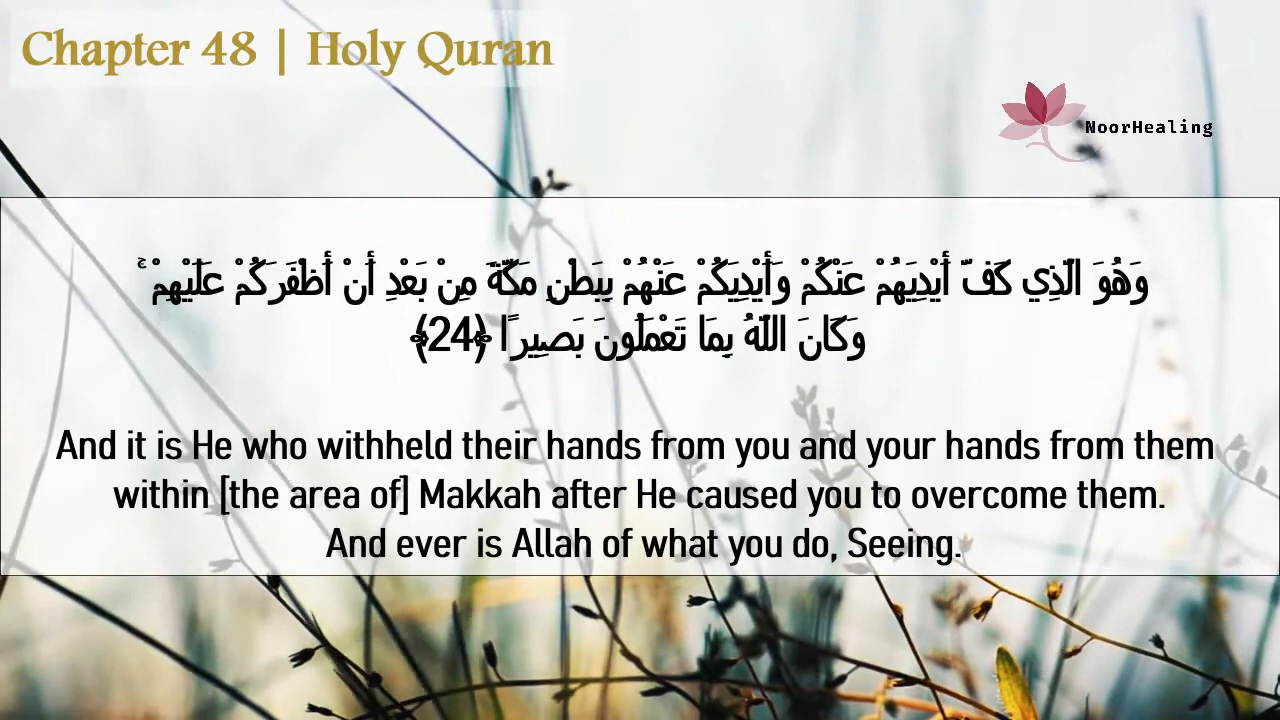 Chapter 48 | Holy Quran
NoorHealing
وَهُوَ الَّذِي كَفَّ أَيْدِيَهُمْ عَنْكُمْ وَأَيْدِيَكُمْ عَنْهُمْ بِبَطْنِ مَكَّةَ مِنْ بَعْدِ أَنْ أَظْفَرَكُمْ عَلَيْهِمْ ۚ
وَكَانَ اللَّهُ بِمَا تَعْمَلُونَ بَصِيرًا ﴿24﴾
And it is He who withheld their hands from you and your hands from them
within [the area of] Makkah after He caused you to overcome them.
And ever is Allah of what you do, Seeing.